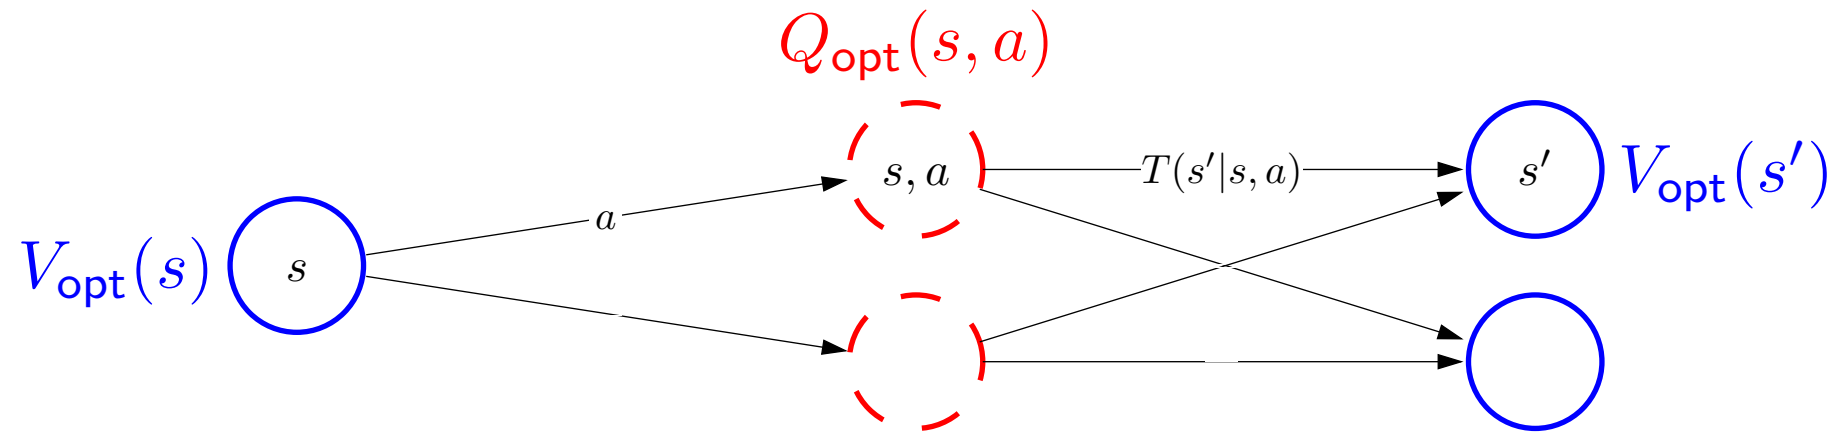 Q_opt(s, a)
s, a
T(s′|s, a)
s′
V_opt(s′)
a
V_opt(s)
s